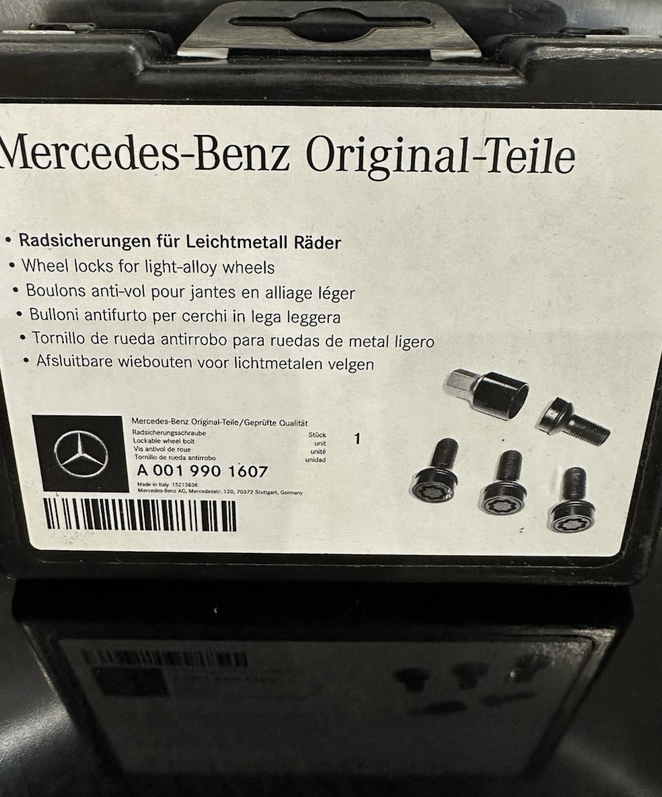 Mercedes-Benz Original-Teile
• Radsicherungen für Leichtmetall Räder
• Wheel locks for light-alloy wheels
• Boulons anti-vol pour jantes en alliage léger
• Bulloni antifurto per cerchi in lega leggera
• Tornillo de rueda antirrobo para ruedas de metal ligero
• Afsluitbare wiebouten voor lichtmetalen velgen
Mercedes-Benz Original-Teile/Geprüfte Qualität
Radsicherungsschraube
Lockable wheel bolt
Vis antivol de roue
Tornillo de rueda antirrobo
Stück
unit
unité
unidad
1
A 001 990 1607
Made in Italy 15213838
Mercedes-Benz AG, Mercedesstr. 120, 70372 Stuttgart, Germany